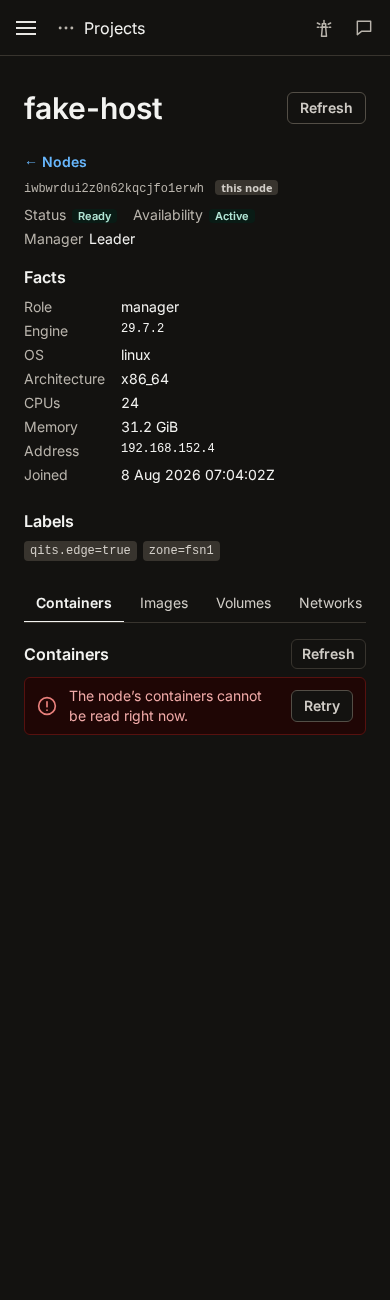 Projects
fake-host
Refresh
← Nodes
iwbwrdui2z0n62kqcjfo1erwh this node
Status Ready Availability Active
Manager Leader
Facts
Role manager
Engine 29.7.2
OS linux
Architecture x86_64
CPUs 24
Memory 31.2 GiB
Address 192.168.152.4
Joined 8 Aug 2026 07:04:02Z
Labels
qits.edge=true zone=fsn1
Containers Images Volumes Networks
Containers Refresh
The node’s containers cannot
be read right now.
Retry